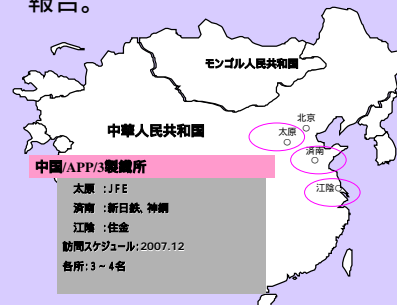 報告。
モンゴル人民共和国
北京
中華人民共和国
太原
済南
江陰
中国/APP/3製鐵所
太原 :JFE
済南 :新日鉄, 神鋼
江陰 :住金
訪問スケジュール:2007.12
各所:3~4名